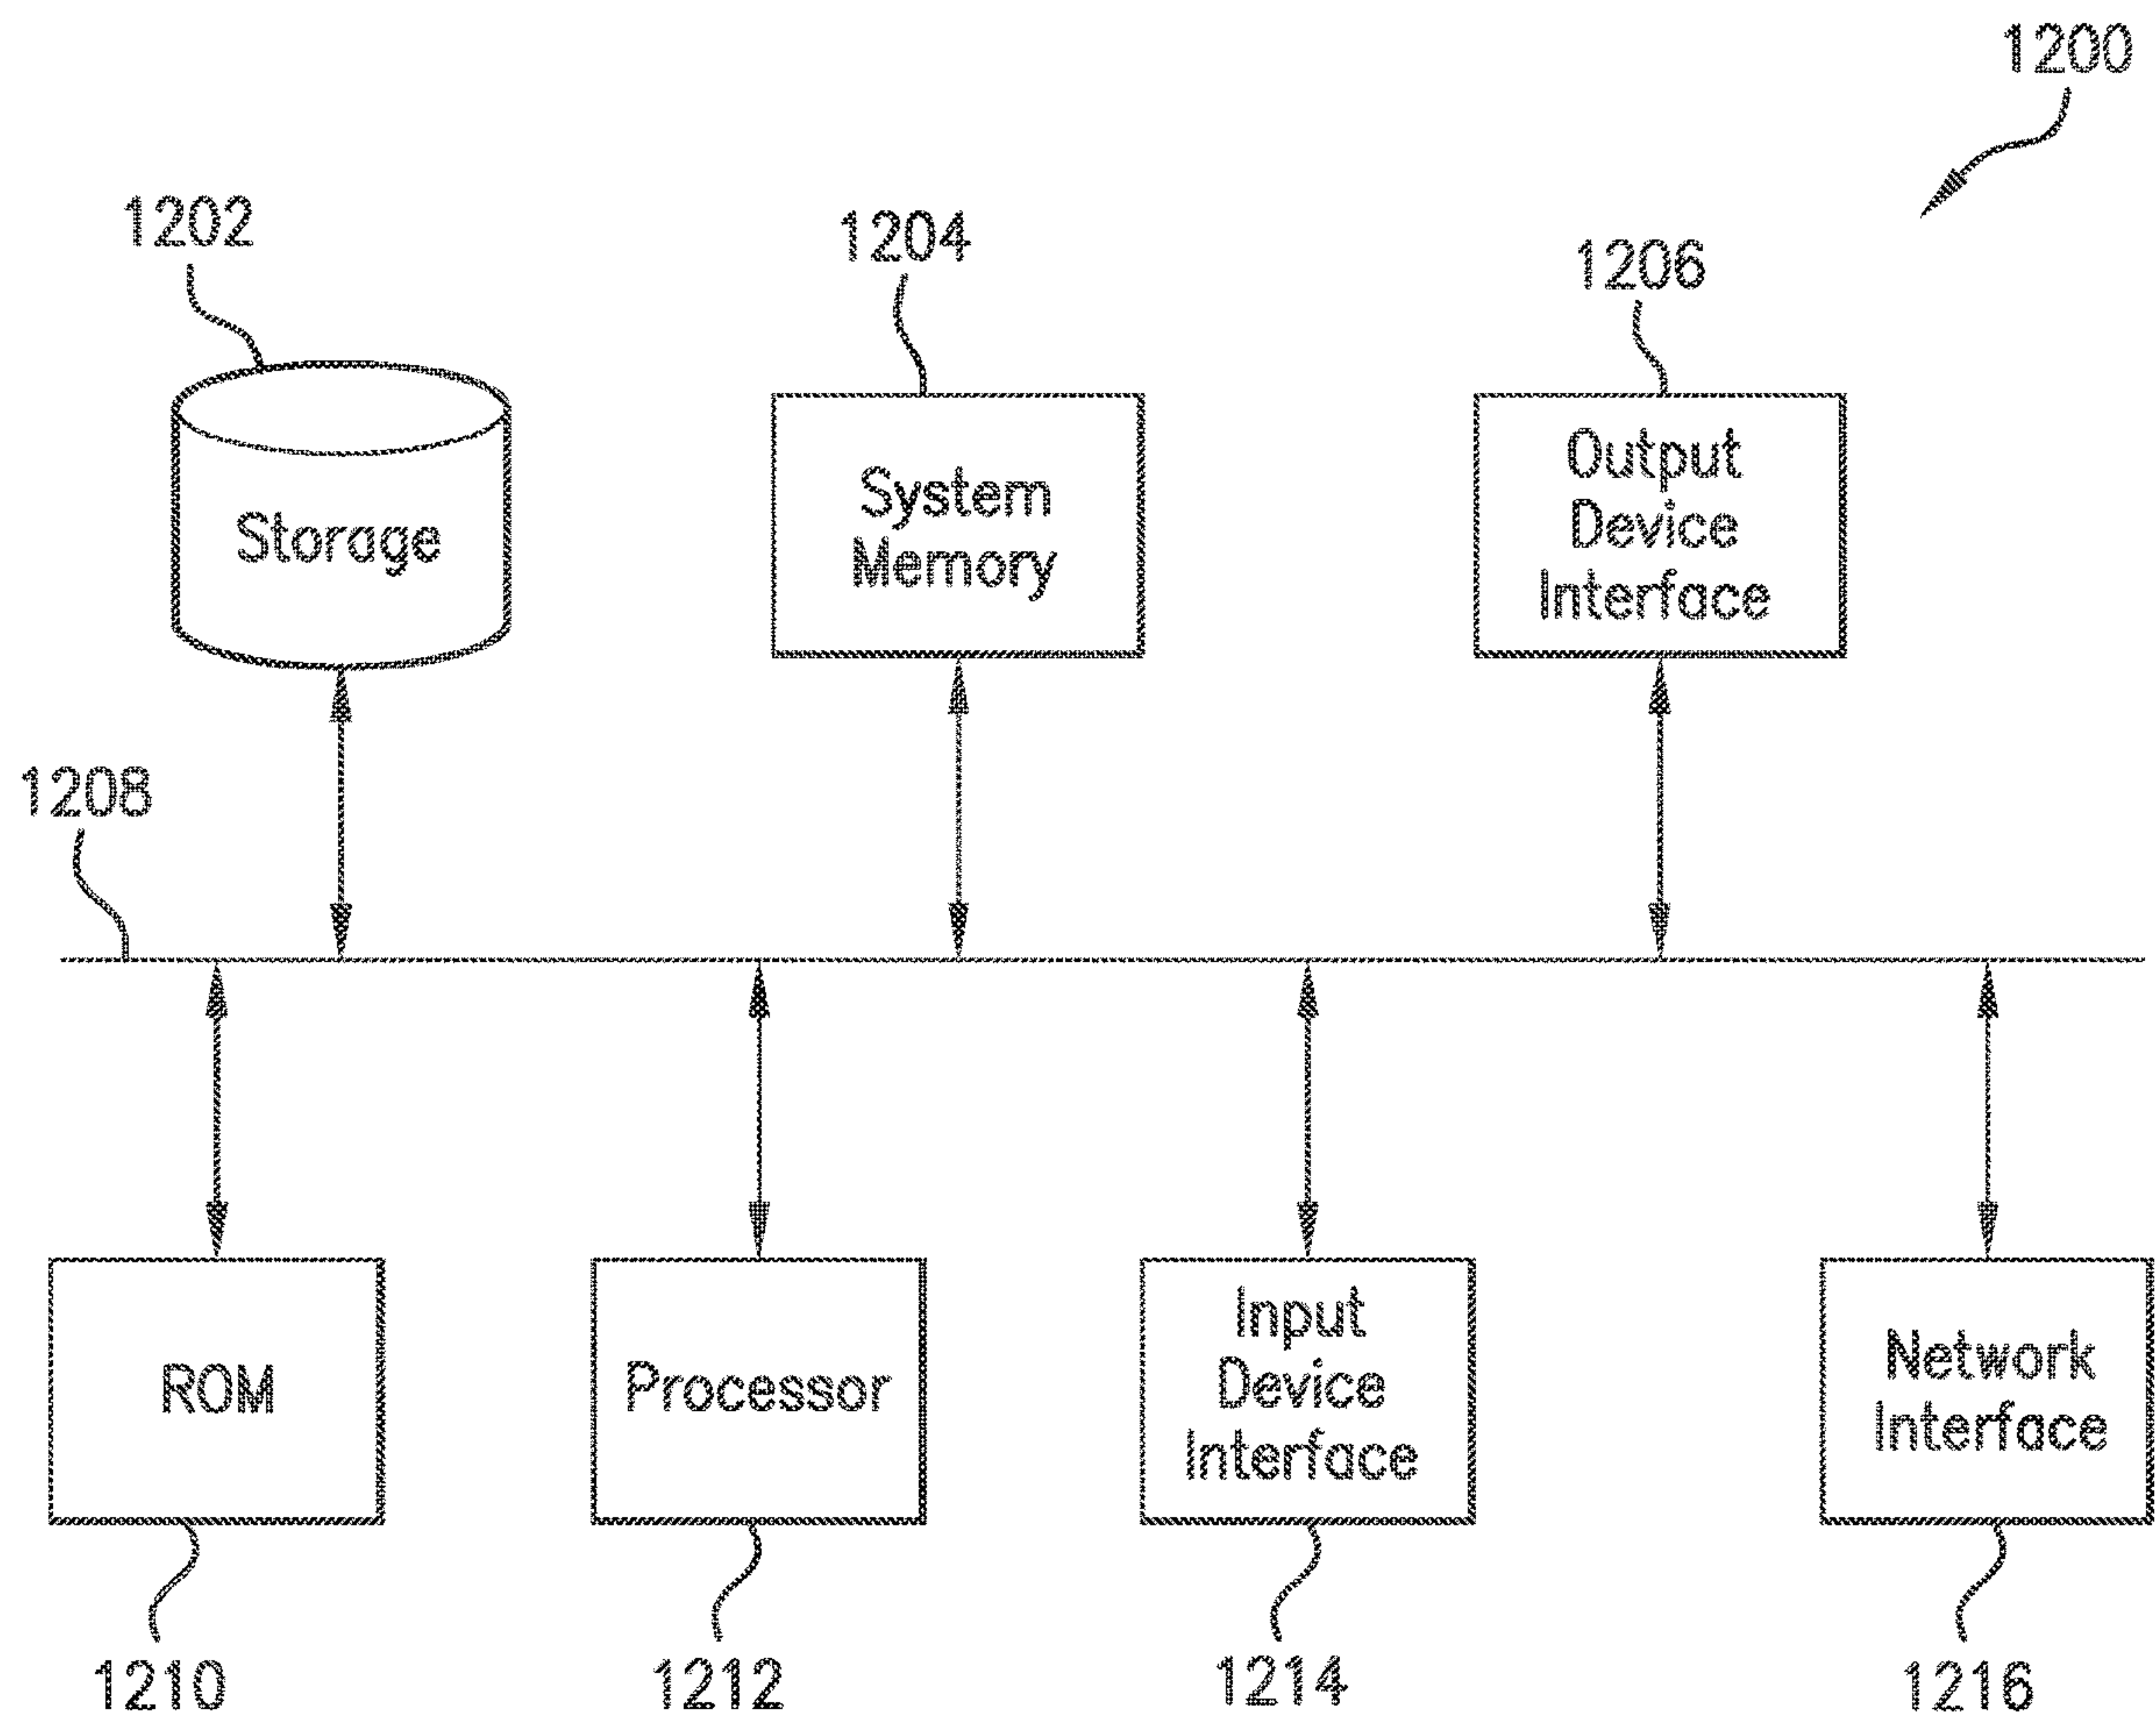 1200
1202
1204
1206
Storage
System
Memory
Output
Device
Interface
1208
ROM
Processor
Input
Device
Interface
Network
Interface
1210
1212
1214
1216